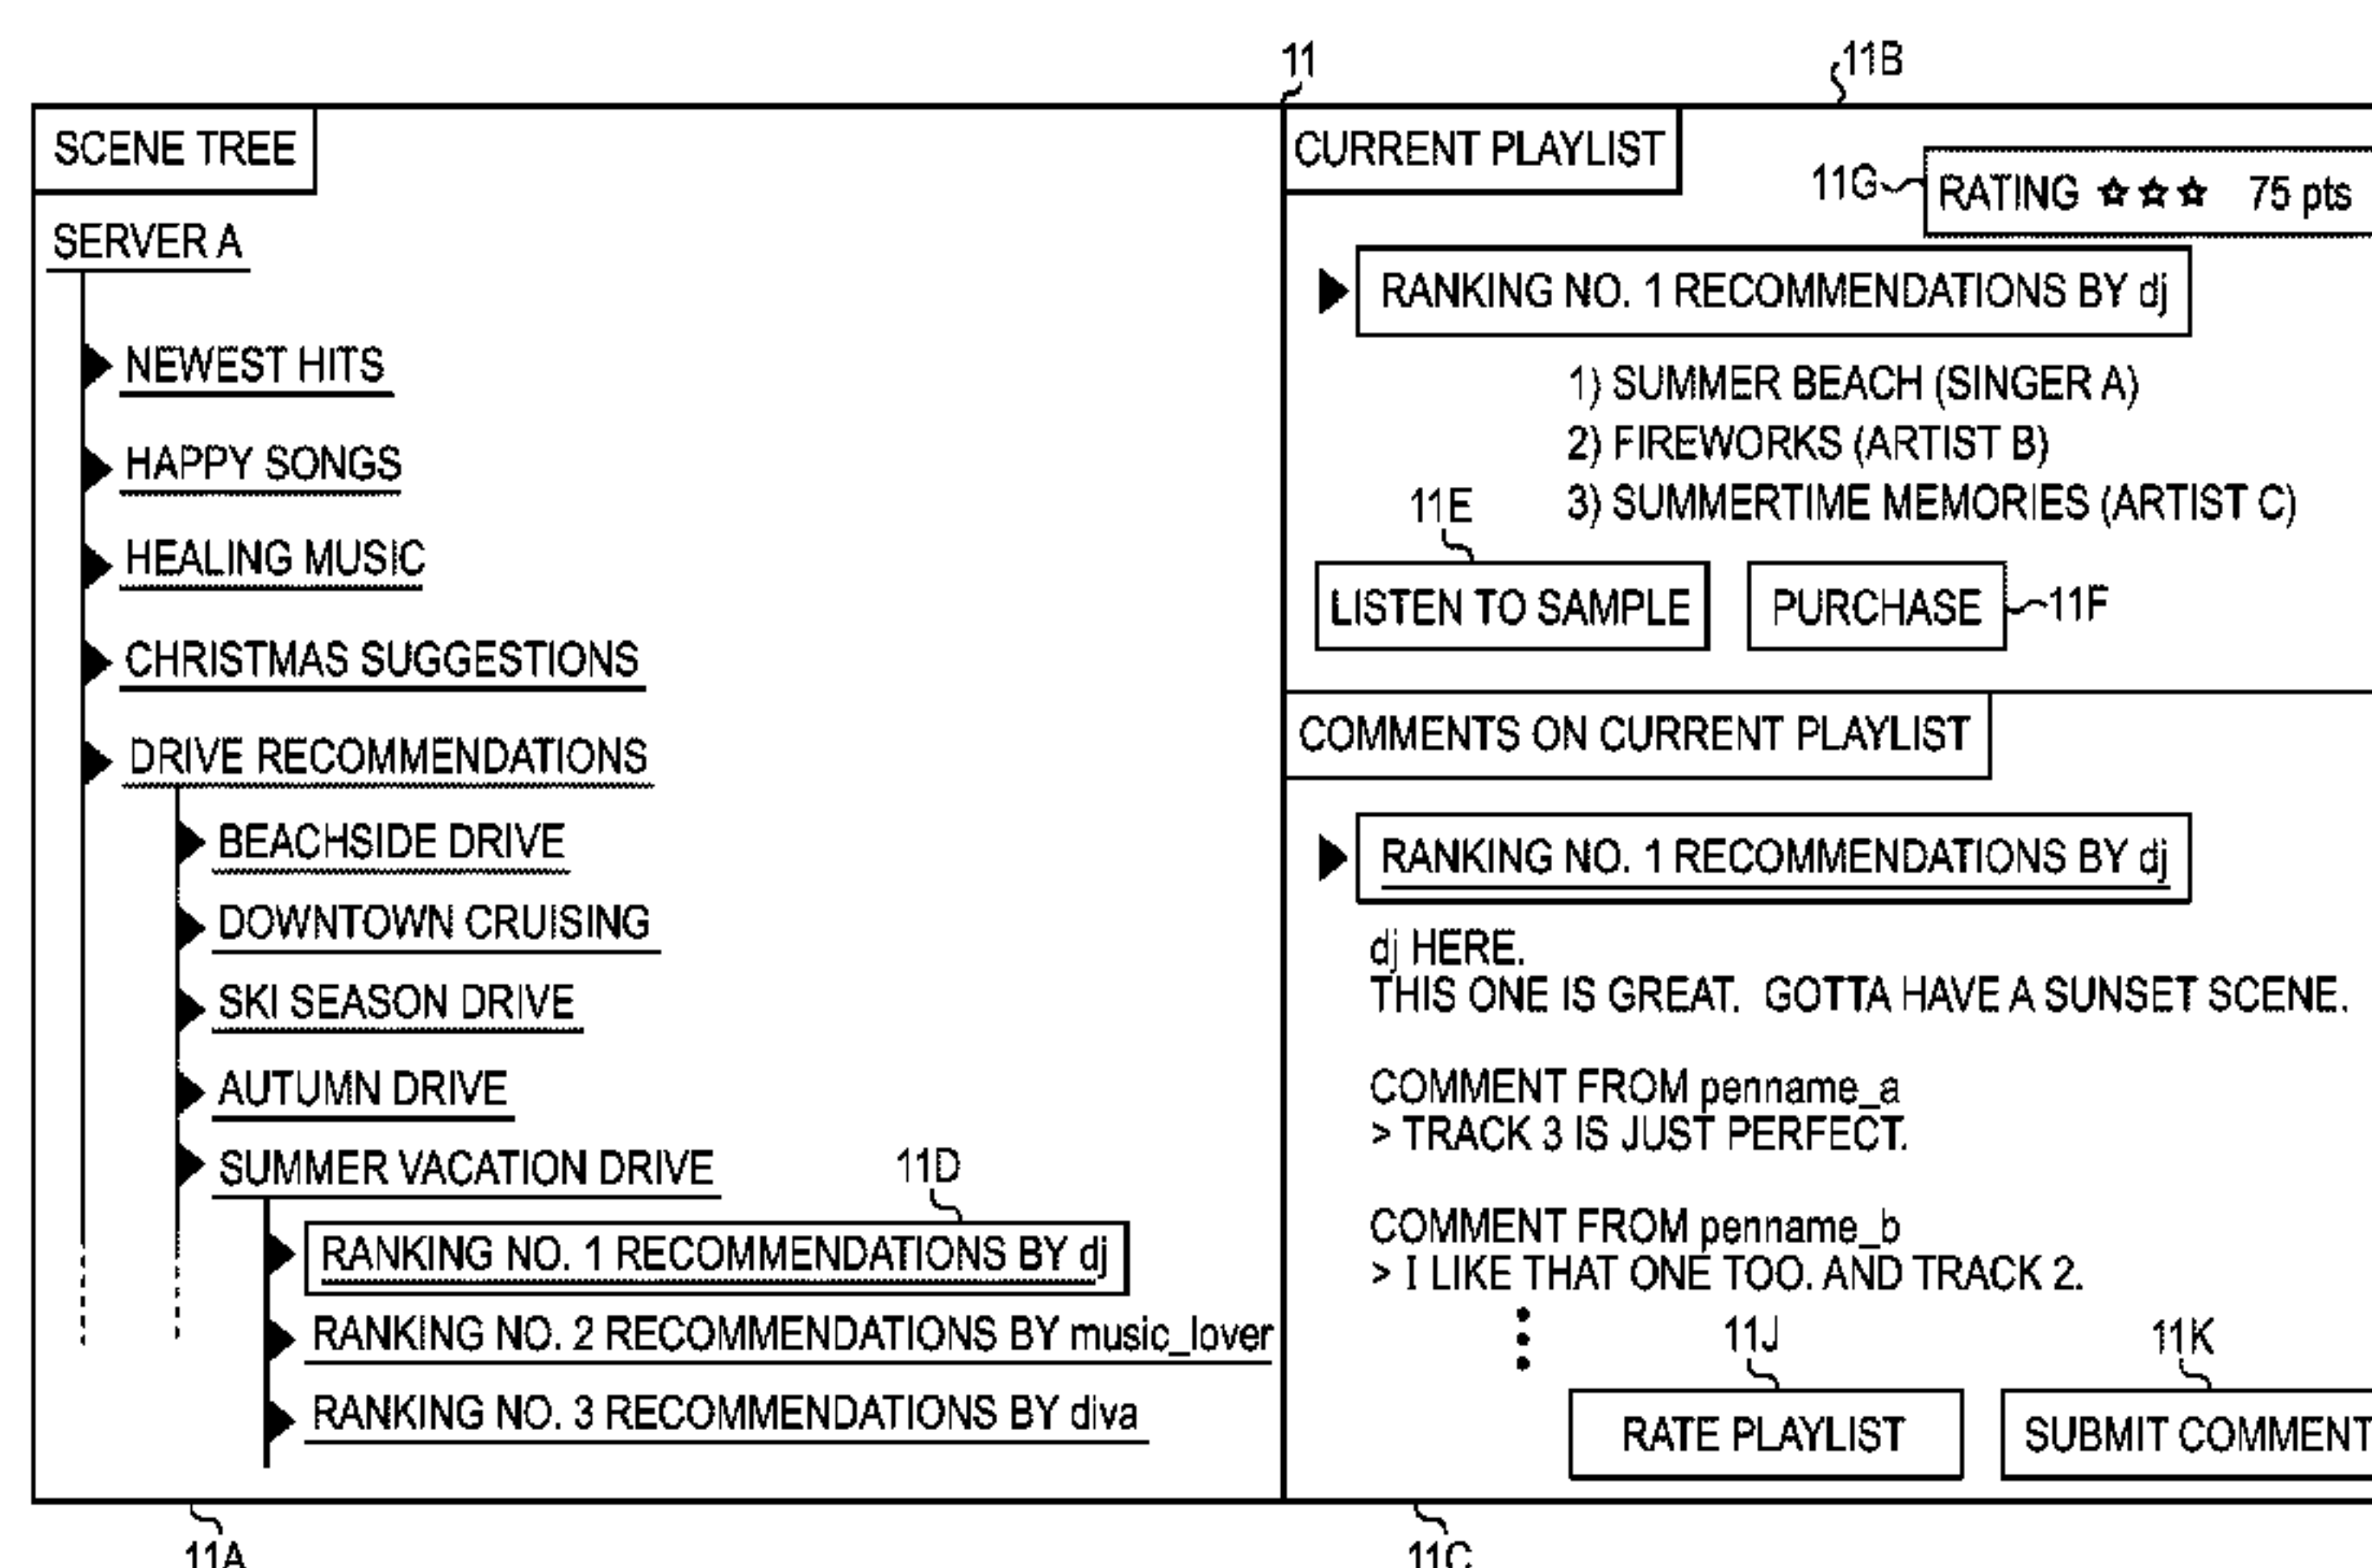 11
11B
SCENE TREE
SERVER A
NEWEST HITS
HAPPY SONGS
HEALING MUSIC
CHRISTMAS SUGGESTIONS
DRIVE RECOMMENDATIONS
BEACHSIDE DRIVE
DOWNTOWN CRUISING
SKI SEASON DRIVE
AUTUMN DRIVE
SUMMER VACATION DRIVE
11D
RANKING NO. 1 RECOMMENDATIONS BY dj
RANKING NO. 2 RECOMMENDATIONS BY music_lover
RANKING NO. 3 RECOMMENDATIONS BY diva
11A
CURRENT PLAYLIST
11G
RATING ☆☆☆ 75 pts
RANKING NO. 1 RECOMMENDATIONS BY dj
1) SUMMER BEACH (SINGER A)
2) FIREWORKS (ARTIST B)
3) SUMMERTIME MEMORIES (ARTIST C)
11E
LISTEN TO SAMPLE
PURCHASE
11F
COMMENTS ON CURRENT PLAYLIST
RANKING NO. 1 RECOMMENDATIONS BY dj
dj HERE.
THIS ONE IS GREAT. GOTTA HAVE A SUNSET SCENE.
COMMENT FROM penname_a
> TRACK 3 IS JUST PERFECT.
COMMENT FROM penname_b
> I LIKE THAT ONE TOO. AND TRACK 2.
11J
11K
RATE PLAYLIST
SUBMIT COMMENT
11C